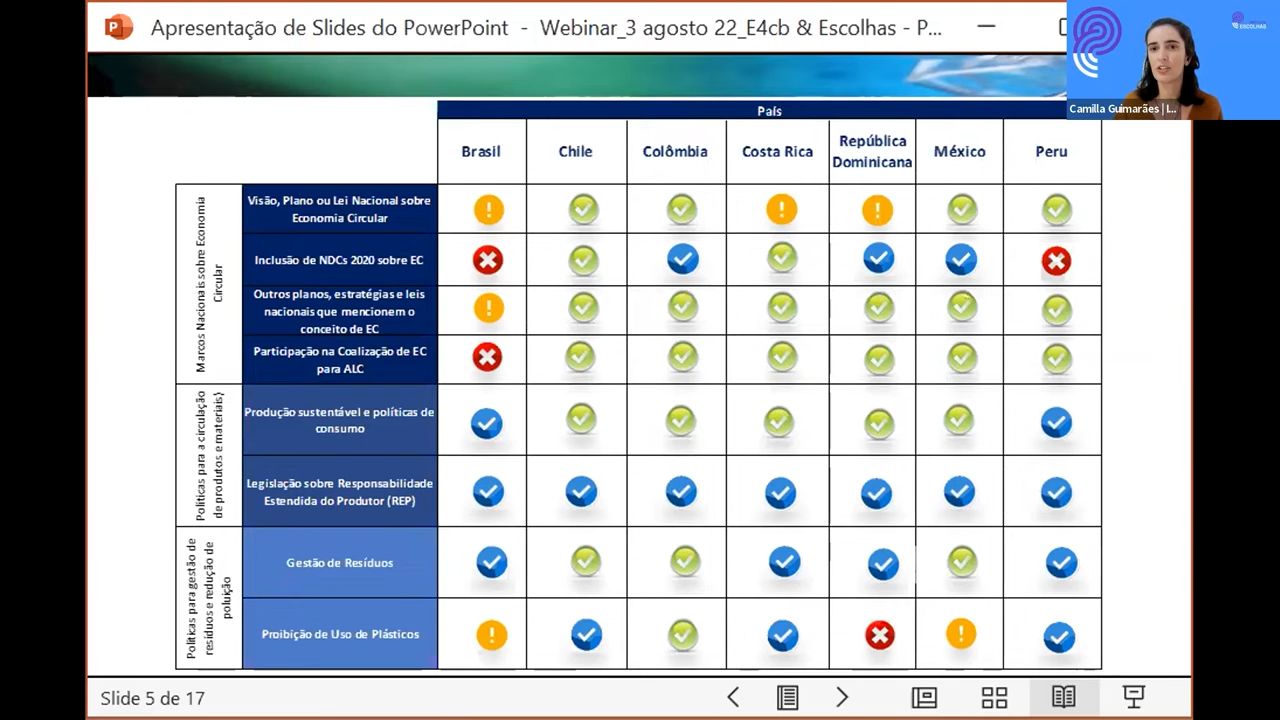 Apresentação de Slides do PowerPoint - Webinar_3 agosto 22_E4cb & Escolhas - P...
ESCOLHAS
Camilla Guimarães | I...
País
Brasil
Chile
Colômbia
Costa Rica
República
Dominicana
México
Peru
Marcos Nacionais sobre Economia
Circular
Visão, Plano ou Lei Nacional sobre
Economia Circular
Inclusão de NDCs 2020 sobre EC
Outros planos, estratégias e leis
nacionais que mencionem o
conceito de EC
Participação na Coalização de EC
para ALC
Políticas para a circulação
de produtos e materiais)
Produção sustentável e políticas de
consumo
Legislação sobre Responsabilidade
Estendida do Produtor (REP)
Políticas para gestão de
resíduos e redução de
poluição
Gestão de Resíduos
Proibição de Uso de Plásticos
Slide 5 de 17